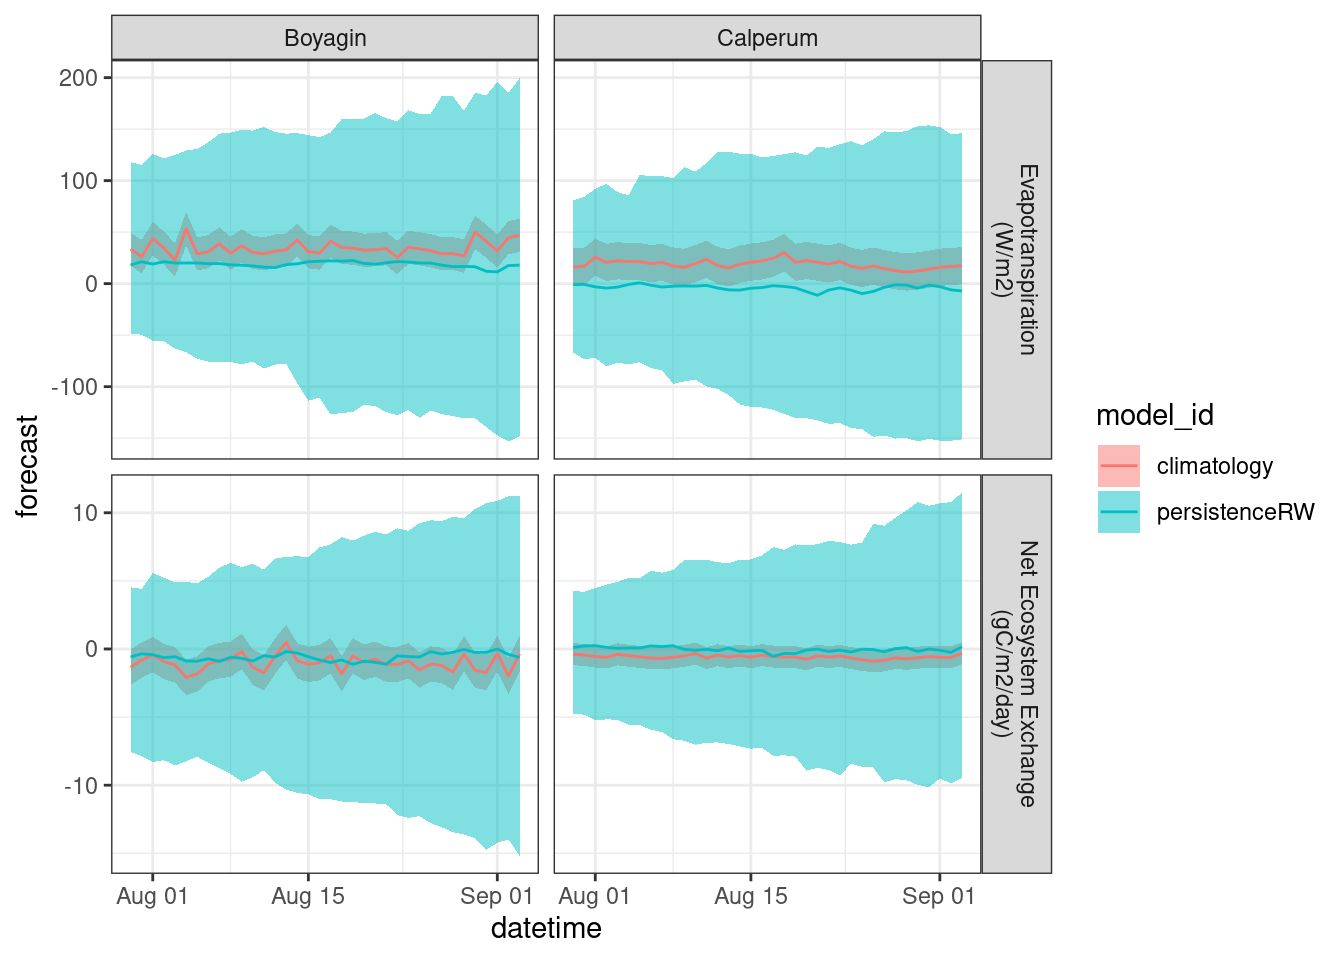 Boyagin
Calperum
200
100
0
-100
Evapotranspiration
(W/m2)
10
0
-10
Net Ecosystem Exchange
(gC/m2/day)
forecast
Aug 01
Aug 15
Sep 01
Aug 01
Aug 15
Sep 01
datetime
model_id
climatology
persistenceRW